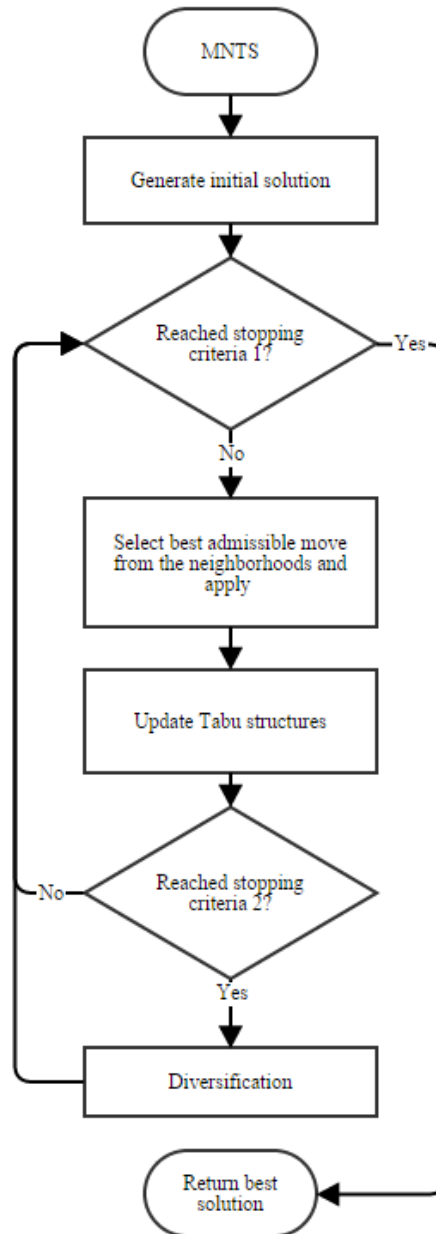 MNTS
Generate initial solution
Reached stopping
criteria 1?
Yes
No
Select best admissible move
from the neighborhoods and
apply
Update Tabu structures
Reached stopping
criteria 2?
No
Yes
Diversification
Return best
solution